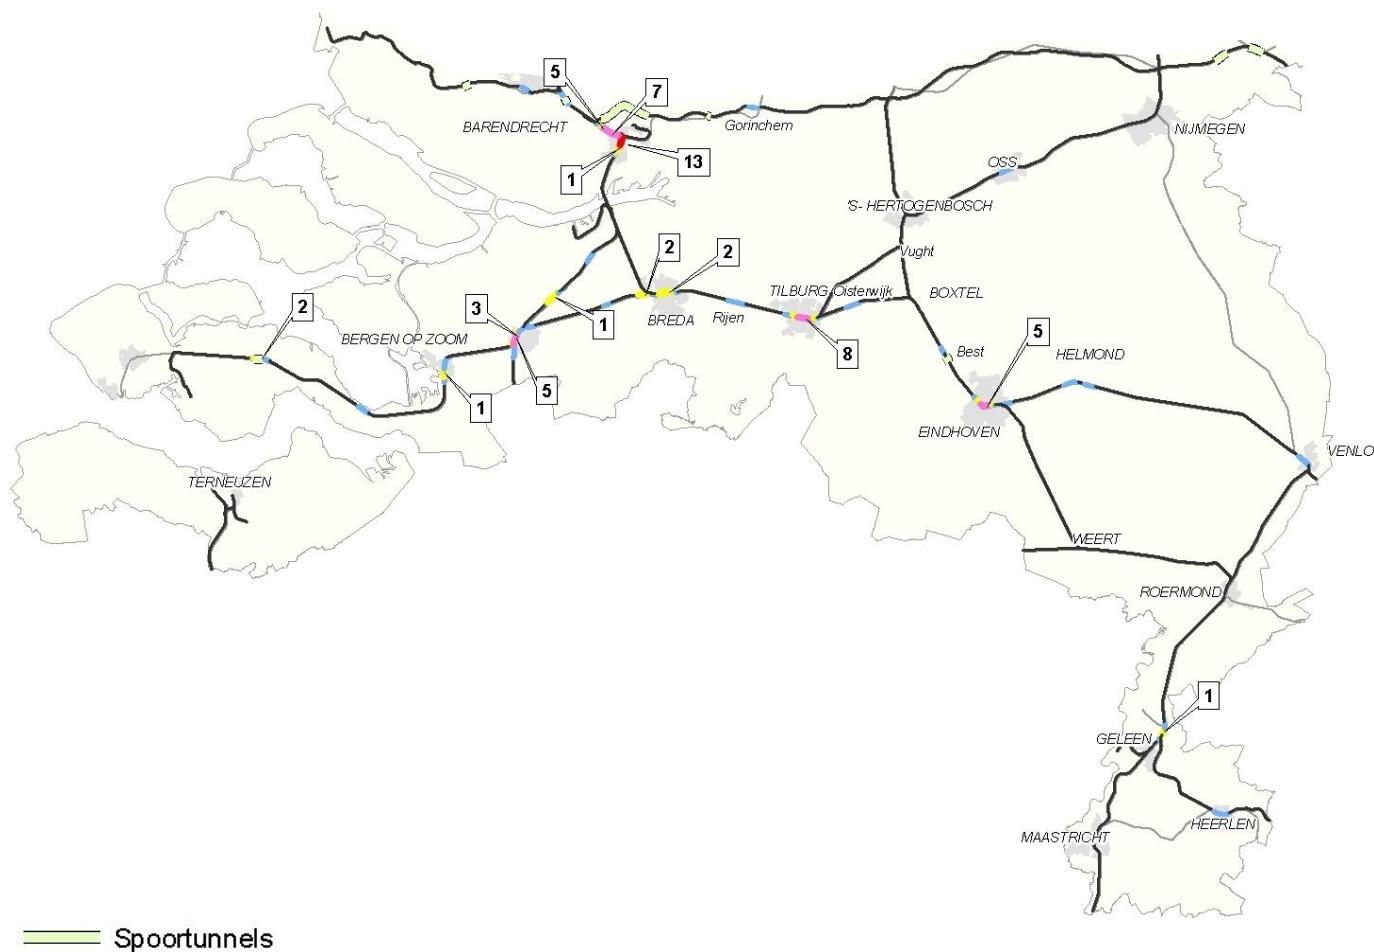 5
7
BARENDRECHT
Gorinchem
NIJMEGEN
13
1
OSS
'S- HERTOGENBOSCH
2
2
Vught
TILBURG
Oisterwijk
BOXTEL
2
3
1
BREDA
Rijen
BERGEN OP ZOOM
8
Best
5
HELMOND
1
5
EINDHOVEN
VENLO
TERNEUZEN
WEERT
ROERMOND
1
GELEEN
HEERLEN
MAASTRICHT
Spoortunnels